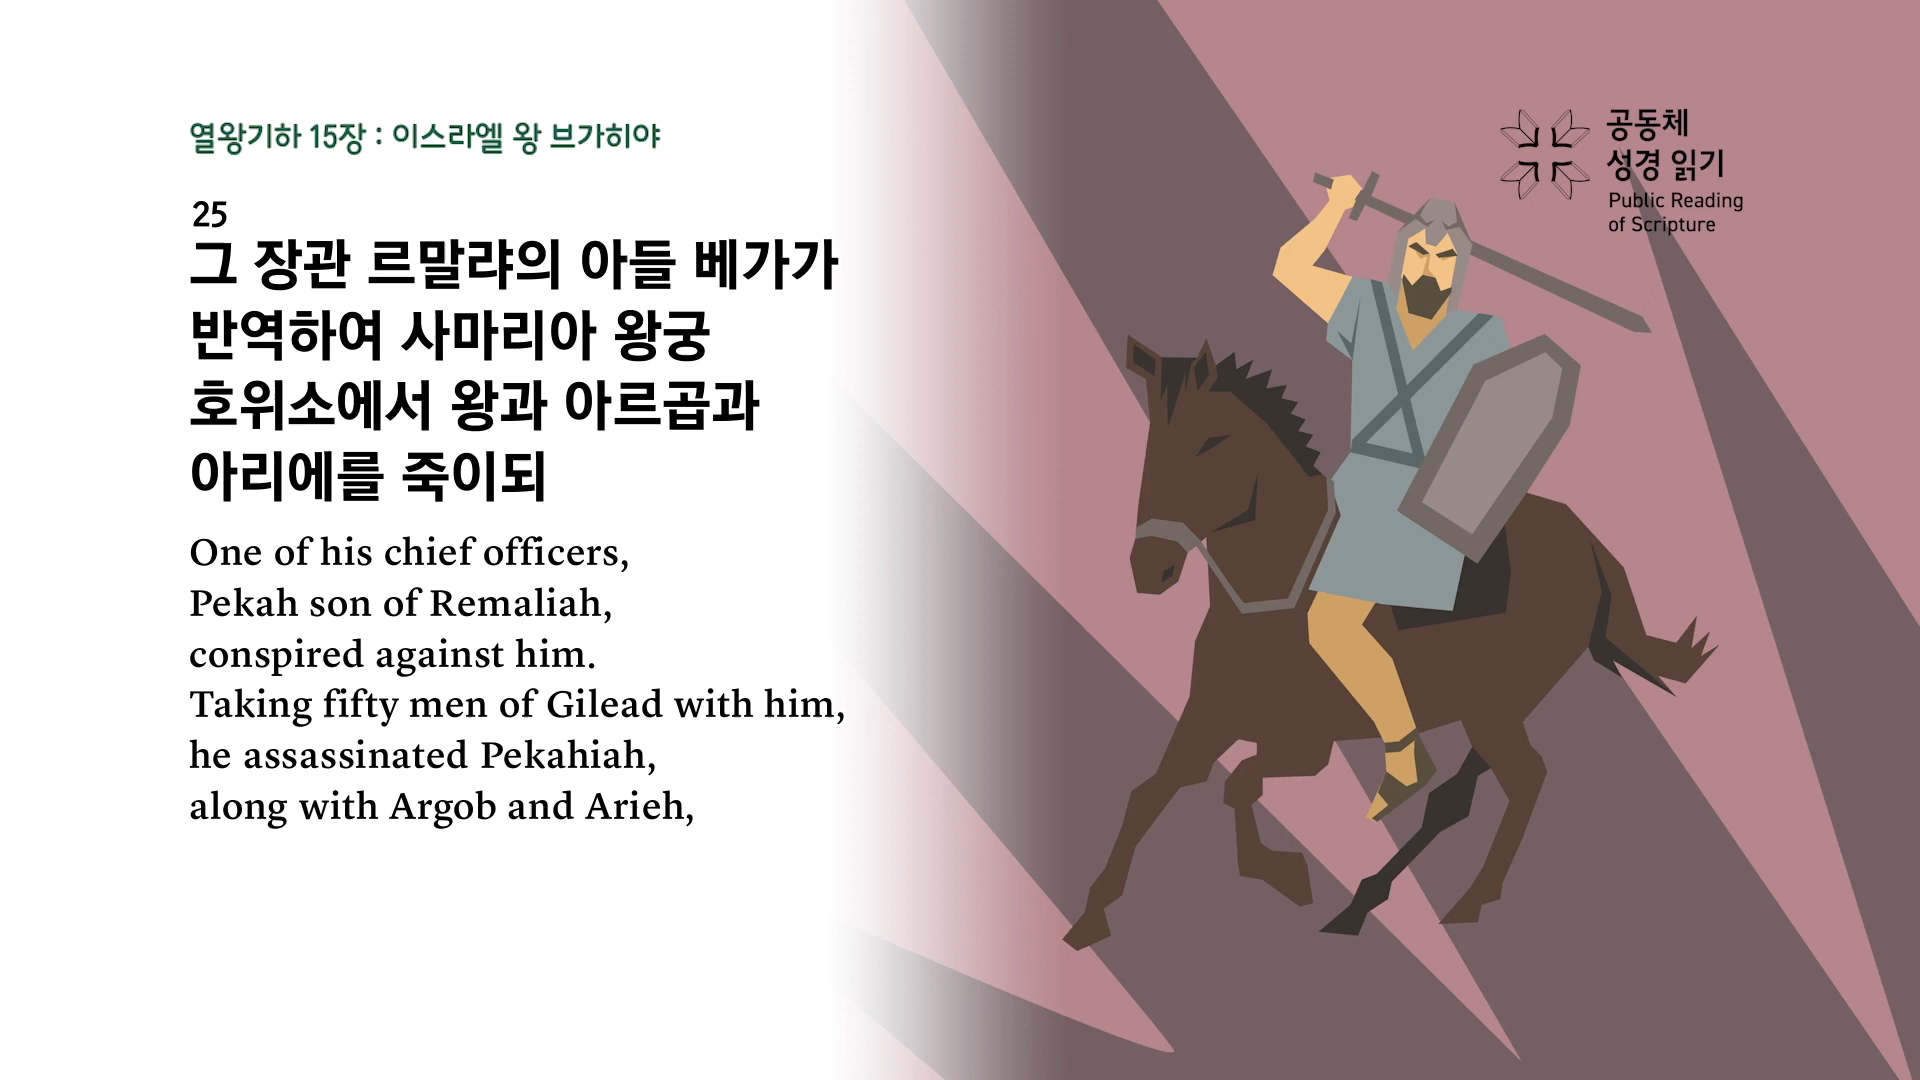 열왕기하 15장 : 이스라엘 왕 브가히야
25
그 장관 르말랴의 아들 베가가
반역하여 사마리아 왕궁
호위소에서 왕과 아르곱과
아리에를 죽이되
One of his chief officers,
Pekah son of Remaliah,
conspired against him.
Taking fifty men of Gilead with him,
he assassinated Pekahiah,
along with Argob and Arieh,
공동체
성경 읽기
Public Reading
of Scripture